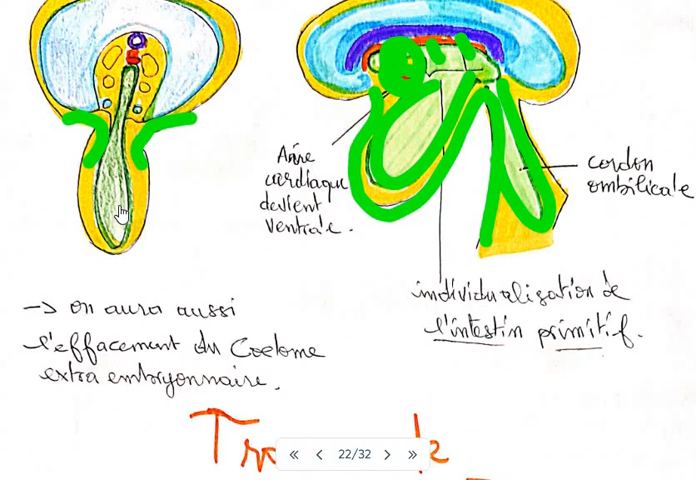 Aire
cardiaque
devient
ventrale.
cordon
ombilicale
individualisation de
l'intestin primitif.
-> on aura aussi
l'effacement du Coelome
extra embryonnaire.
22/32